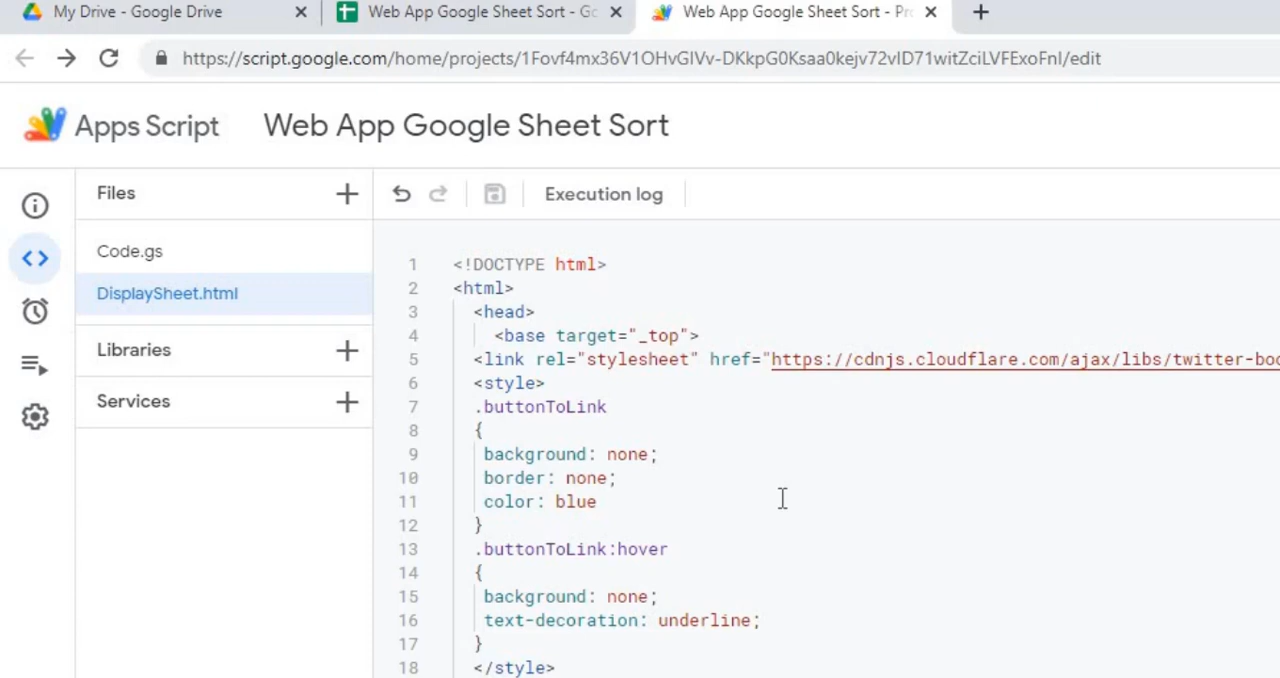 My Drive - Google Drive
Web App Google Sheet Sort - Go
Web App Google Sheet Sort - Pr
https://script.google.com/home/projects/1Fovf4mx36V1OHvGlVv-DKkpG0Ksaa0kejv72vID71witZciLVFExoFnI/edit
Apps Script
Web App Google Sheet Sort
Files
Execution log
Code.gs
DisplaySheet.html
Libraries
Services
1 <!DOCTYPE html>
2 <html>
3 <head>
4 <base target="_top">
5 <link rel="stylesheet" href="https://cdnjs.cloudflare.com/ajax/libs/twitter-boo
6 <style>
7 .buttonToLink
8 {
9 background: none;
10 border: none;
11 color: blue
12 }
13 .buttonToLink:hover
14 {
15 background: none;
16 text-decoration: underline;
17 }
18 </style>